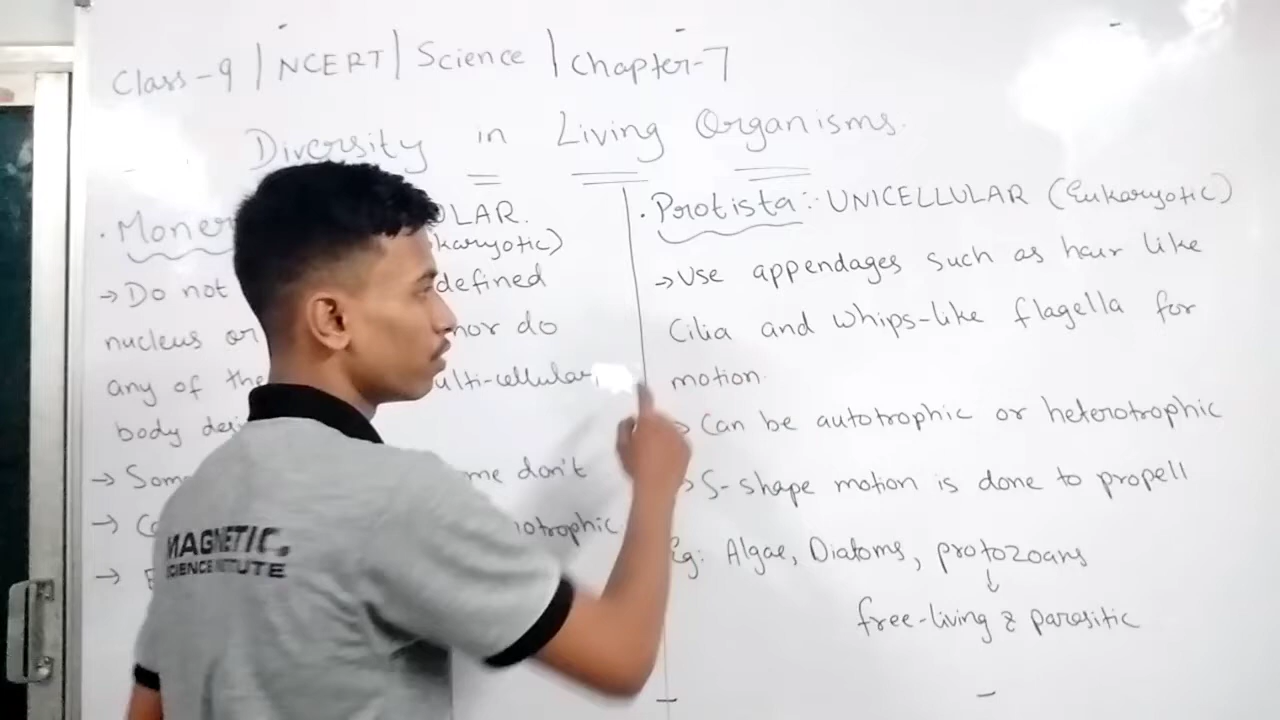 Class-9 | NCERT | Science | Chapter-7
Diversity in Living Organisms.
. Moner ULAR.
karyotic)
→ Do not defined
nucleus or nor do
any of the ulti-cellular
body des
→ Som me don't
→ C notrophic.
→ E
. Protista: UNICELLULAR (Eukaryotic)
→ Use appendages such as hair like
Cilia and whips-like flagella for
motion.
→ Can be autotrophic or heterotrophic
→ S-shape motion is done to propell
Eg: Algae, Diatoms, protozoans
↓
free-living & parasitic
MAGNETIC
SCIENCE INSTITUTE